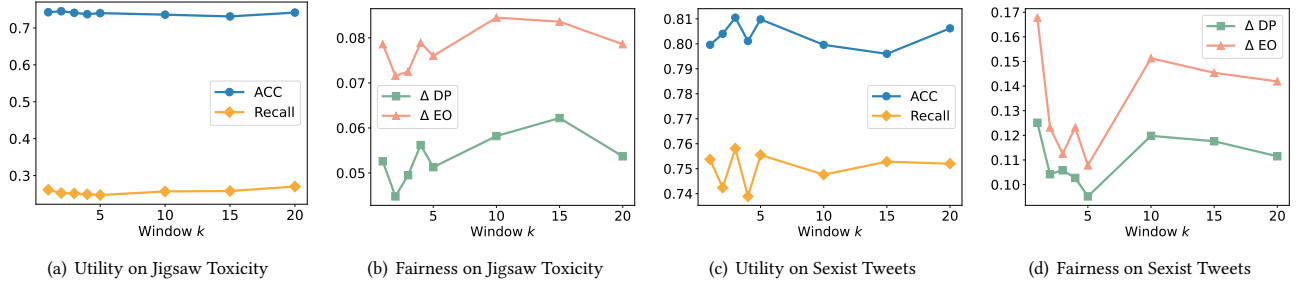 0.7
0.6
0.5
0.4
0.3
ACC
Recall
5
10
15
20
Window k
(a) Utility on Jigsaw Toxicity
0.08
0.07
0.06
0.05
Δ DP
Δ EO
5
10
15
20
Window k
(b) Fairness on Jigsaw Toxicity
0.81
0.80
0.79
0.78
0.77
0.76
0.75
0.74
ACC
Recall
5
10
15
20
Window k
(c) Utility on Sexist Tweets
0.17
0.16
0.15
0.14
0.13
0.12
0.11
0.10
Δ DP
Δ EO
5
10
15
20
Window k
(d) Fairness on Sexist Tweets